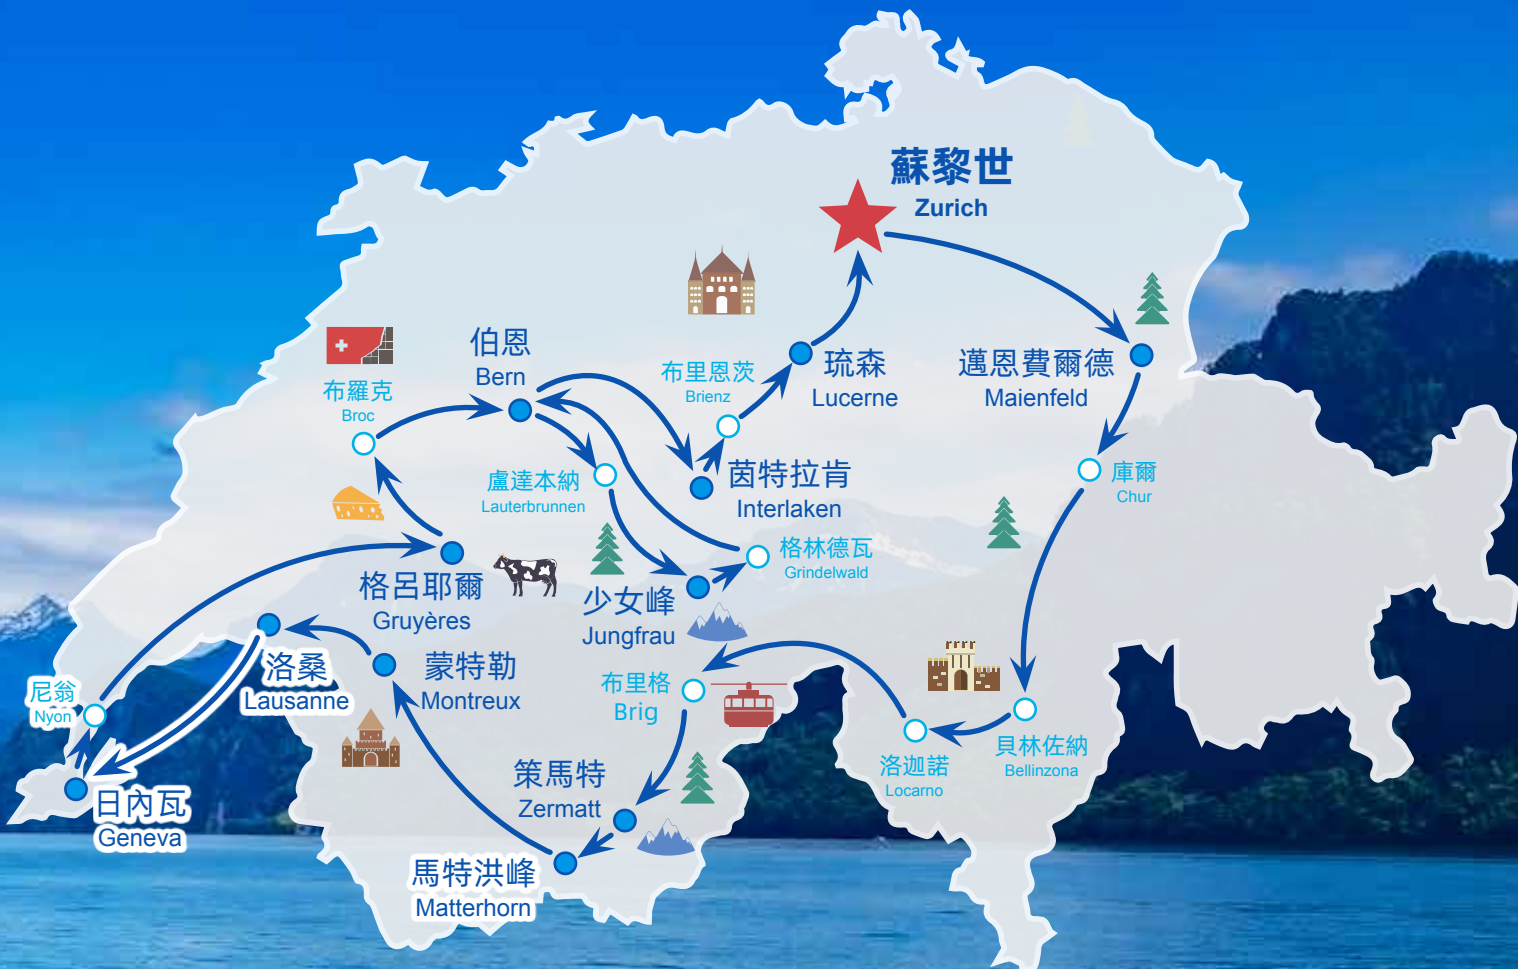 蘇黎世
Zurich
伯恩
Bern
布羅克
Broc
布里恩茨
Brienz
琉森
Lucerne
邁恩費爾德
Maienfeld
盧達本納
Lauterbrunnen
茵特拉肯
Interlaken
庫爾
Chur
格呂耶爾
Gruyères
少女峰
Jungfrau
格林德瓦
Grindelwald
洛桑
Lausanne
蒙特勒
Montreux
布里格
Brig
尼翁
Nyon
日內瓦
Geneva
策馬特
Zermatt
洛迦諾
Locarno
貝林佐納
Bellinzona
馬特洪峰
Matterhorn